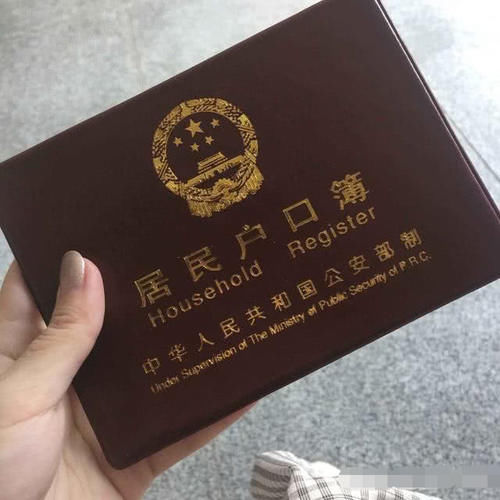 居民户口簿
Household Register
中华人民共和国公安部制
Under Supervision of The Ministry of Public Security of P.R.C.